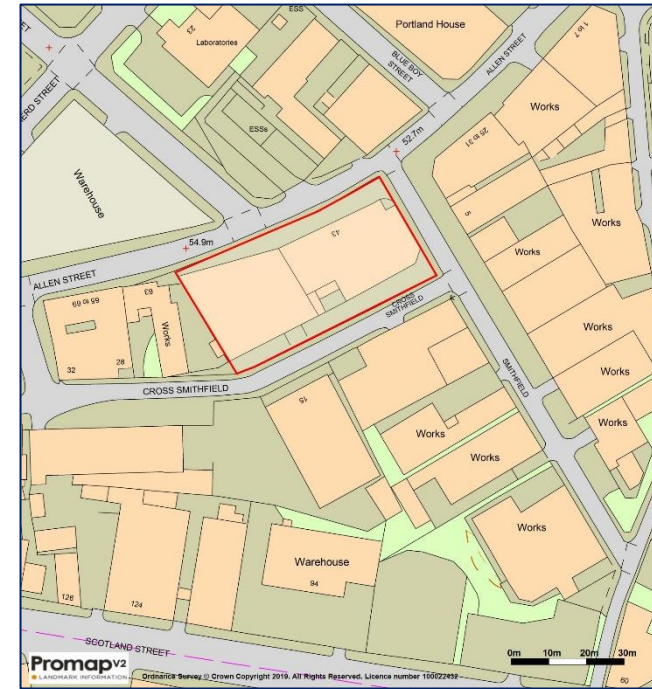 ESS
23
Laboratories
Portland House
BLUE BOY
STREET
ALLEN STREET
1 to 7
ESSs
52.7m
Works
25 to 31
Warehouse
5
Works
Works
54.9m
43
ALLEN STREET
65 to 69
63
Works
CROSS
SMITHFIELD
Works
32
28
CROSS SMITHFIELD
SMITHFIELD
Works
15
Works
Works
Works
Works
Warehouse
94
126
124
SCOTLAND STREET
0m 10m 20m 30m
60
Promap V2
LANDMARK INFORMATION
Ordnance Survey © Crown Copyright 2019. All Rights Reserved. Licence number 100022432